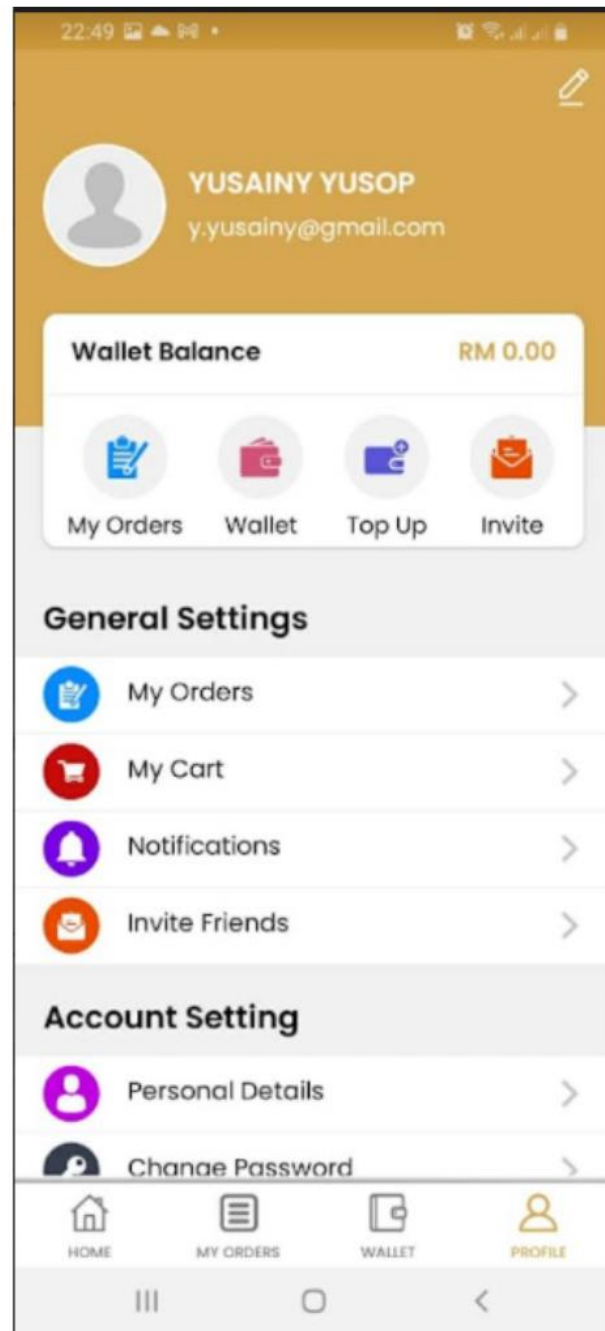 22:49
YUSAINY YUSOP
y.yusainy@gmail.com
Wallet Balance RM 0.00
My Orders Wallet Top Up Invite
General Settings
My Orders
My Cart
Notifications
Invite Friends
Account Setting
Personal Details
Change Password
HOME MY ORDERS WALLET PROFILE